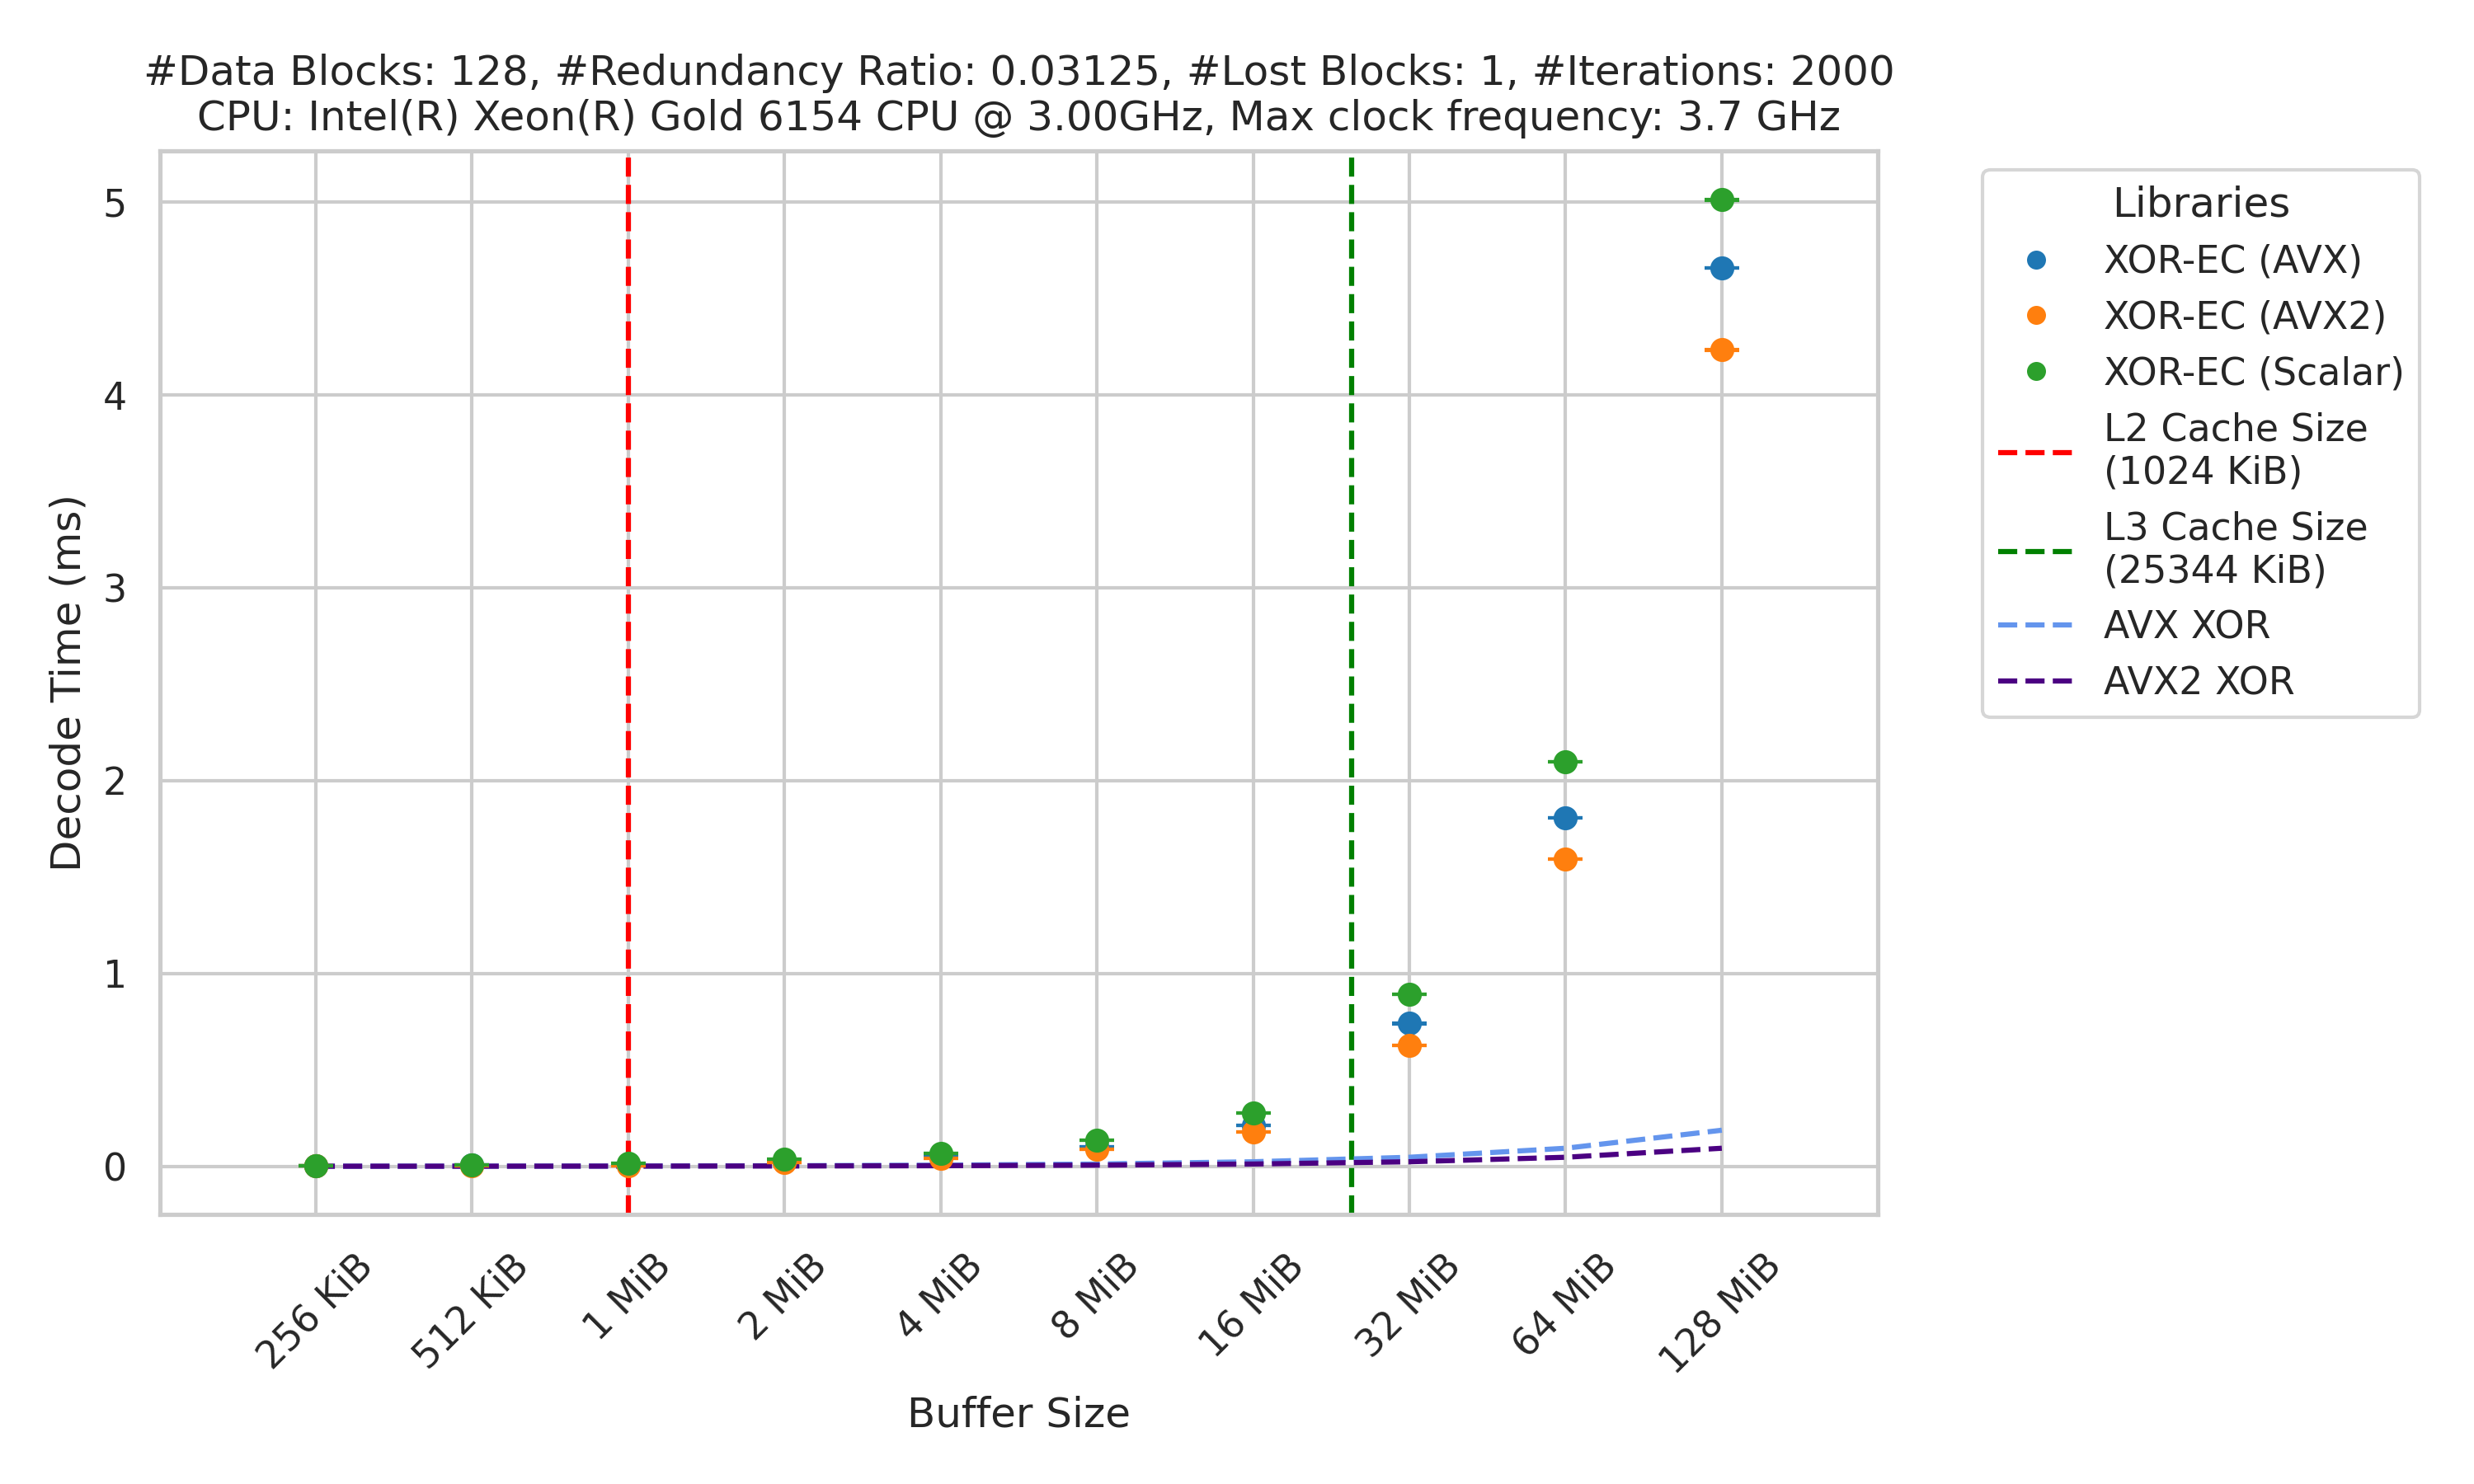 #Data Blocks: 128, #Redundancy Ratio: 0.03125, #Lost Blocks: 1, #Iterations: 2000
CPU: Intel(R) Xeon(R) Gold 6154 CPU @ 3.00GHz, Max clock frequency: 3.7 GHz
Decode Time (ms)
5
4
3
2
1
0
256 KiB
512 KiB
1 MiB
2 MiB
4 MiB
8 MiB
16 MiB
32 MiB
64 MiB
128 MiB
Buffer Size
Libraries
XOR-EC (AVX)
XOR-EC (AVX2)
XOR-EC (Scalar)
L2 Cache Size
(1024 KiB)
L3 Cache Size
(25344 KiB)
AVX XOR
AVX2 XOR